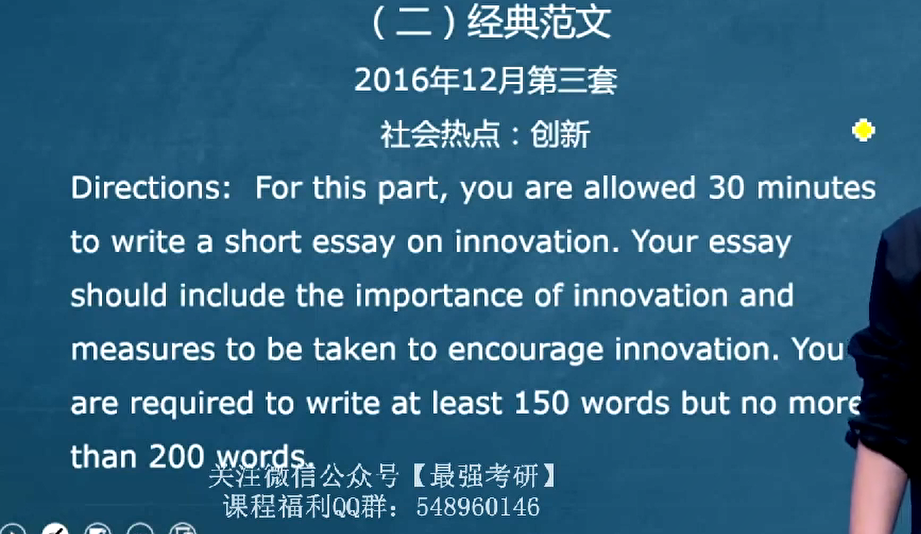 （二）经典范文
2016年12月第三套
社会热点：创新
Directions:  For this part, you are allowed 30 minutes
to write a short essay on innovation. Your essay
should include the importance of innovation and
measures to be taken to encourage innovation. You
are required to write at least 150 words but no more
than 200 words.
关注微信公众号【最强考研】
课程福利QQ群：548960146